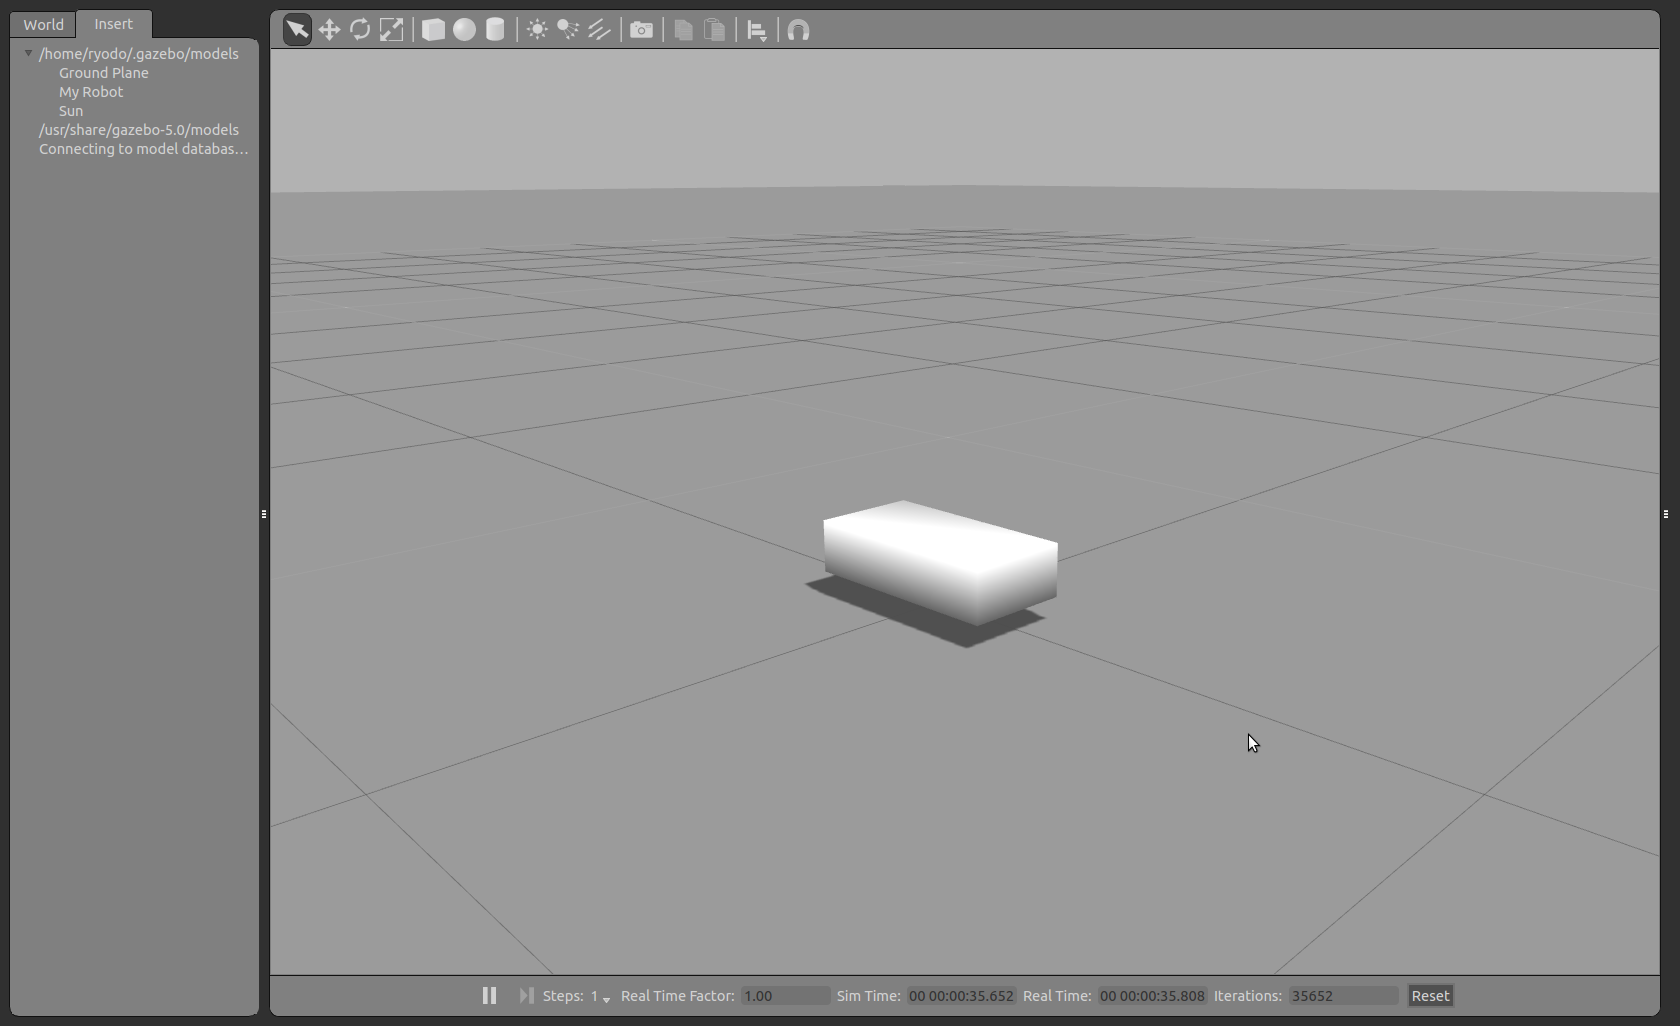 World Insert
/home/ryodo/.gazebo/models
Ground Plane
My Robot
Sun
/usr/share/gazebo-5.0/models
Connecting to model databas...
Steps: 1 Real Time Factor: 1.00 Sim Time: 00 00:00:35.652 Real Time: 00 00:00:35.808 Iterations: 35652 Reset